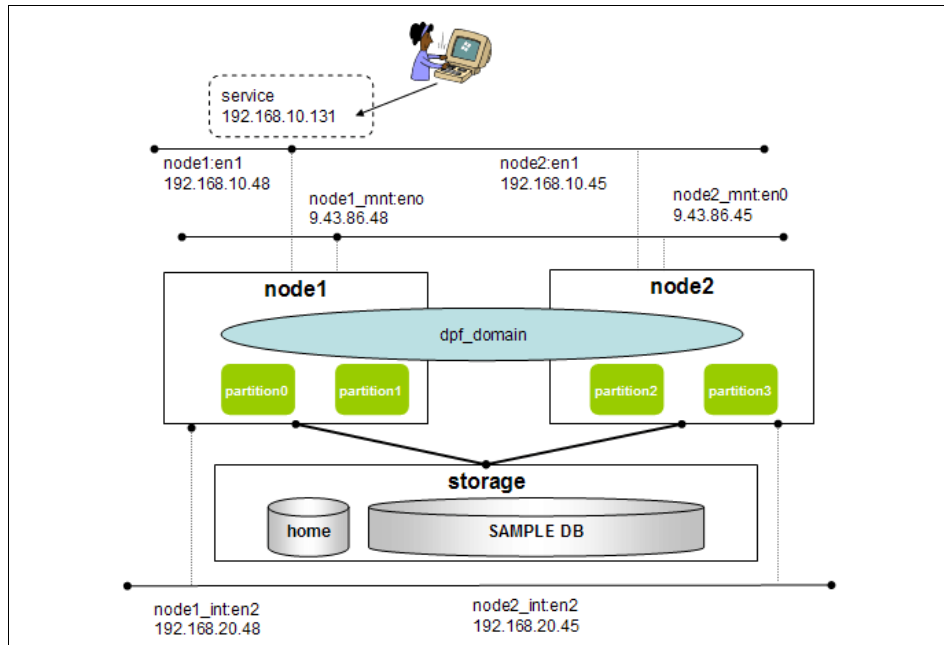 service
192.168.10.131
node1:en1
192.168.10.48
node2:en1
192.168.10.45
node1_mnt:eno
9.43.86.48
node2_mnt:en0
9.43.86.45
node1
node2
dpf_domain
partition0
partition1
partition2
partition3
storage
home
SAMPLE DB
node1_int:en2
192.168.20.48
node2_int:en2
192.168.20.45